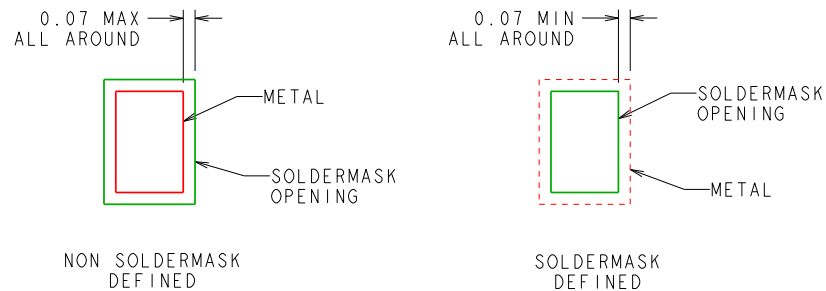 0.07 MAX
ALL AROUND
METAL
SOLDERMASK
OPENING
NON SOLDERMASK
DEFINED
0.07 MIN
ALL AROUND
SOLDERMASK
OPENING
METAL
SOLDERMASK
DEFINED